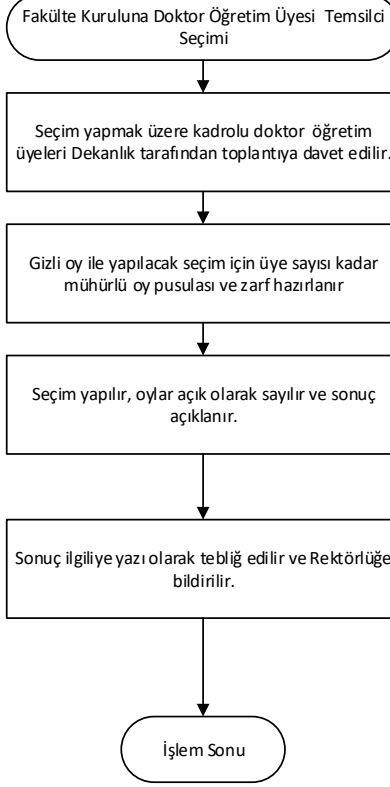 Fakülte Kuruluna Doktor Öğretim Üyesi Temsilci
Seçimi
Seçim yapmak üzere kadrolu doktor öğretim
üyeleri Dekanlık tarafından toplantıya davet edilir.
Gizli oy ile yapılacak seçim için üye sayısı kadar
mühürlü oy pusulası ve zarf hazırlanır
Seçim yapılır, oylar açık olarak sayılır ve sonuç
açıklanır.
Sonuç ilgiliye yazı olarak tebliğ edilir ve Rektörlüğe
bildirilir.
İşlem Sonu